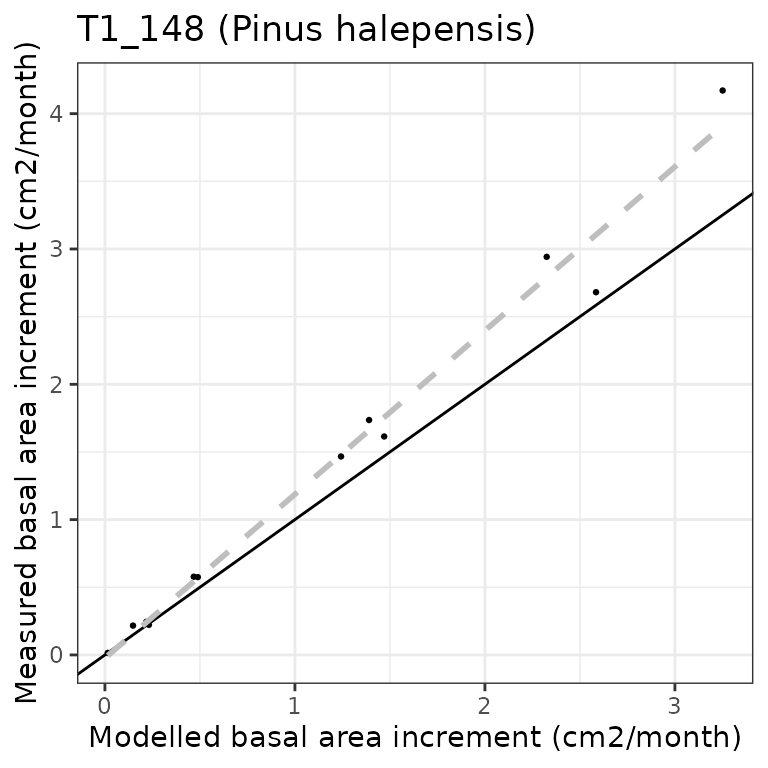 T1_148 (Pinus halepensis)
Measured basal area increment (cm2/month)
4
3
2
1
0
0 1 2 3
Modelled basal area increment (cm2/month)